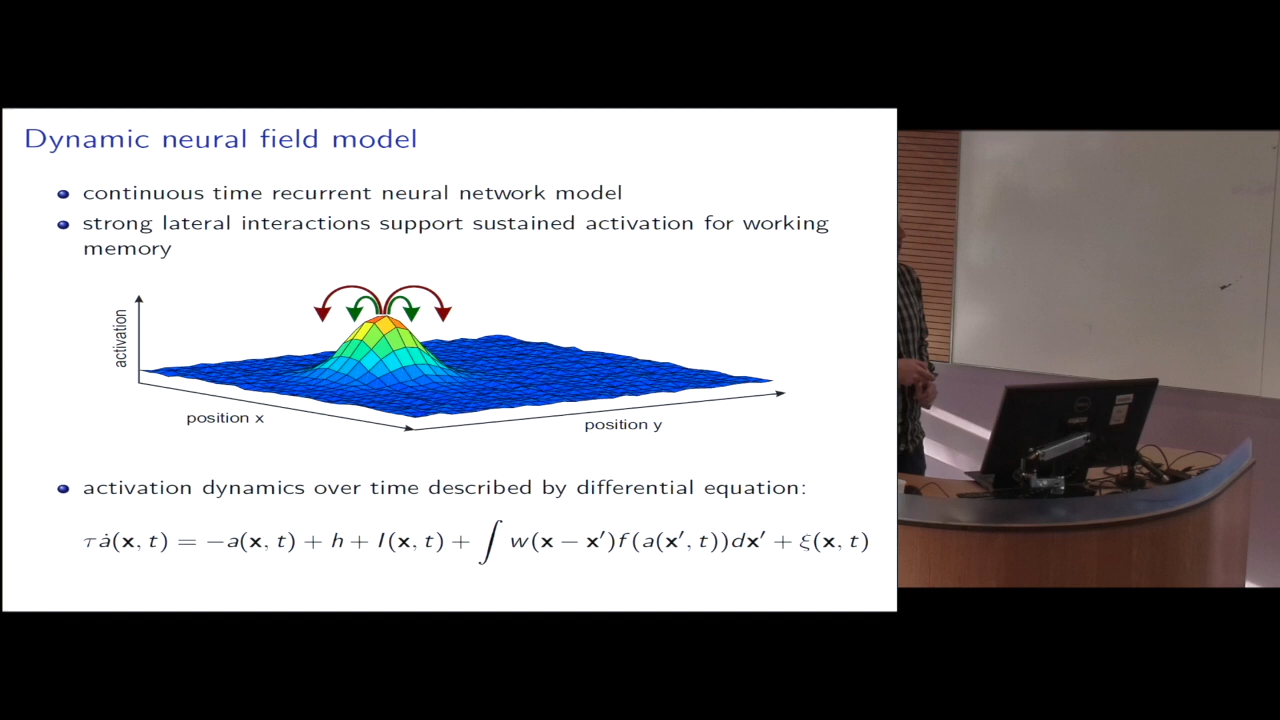 Dynamic neural field model
continuous time recurrent neural network model
strong lateral interactions support sustained activation for working
memory
activation
position x
position y
activation dynamics over time described by differential equation:
τȧ(x, t) = −a(x, t) + h + I(x, t) + ∫ w(x − x′)f(a(x′, t))dx′ + ξ(x, t)